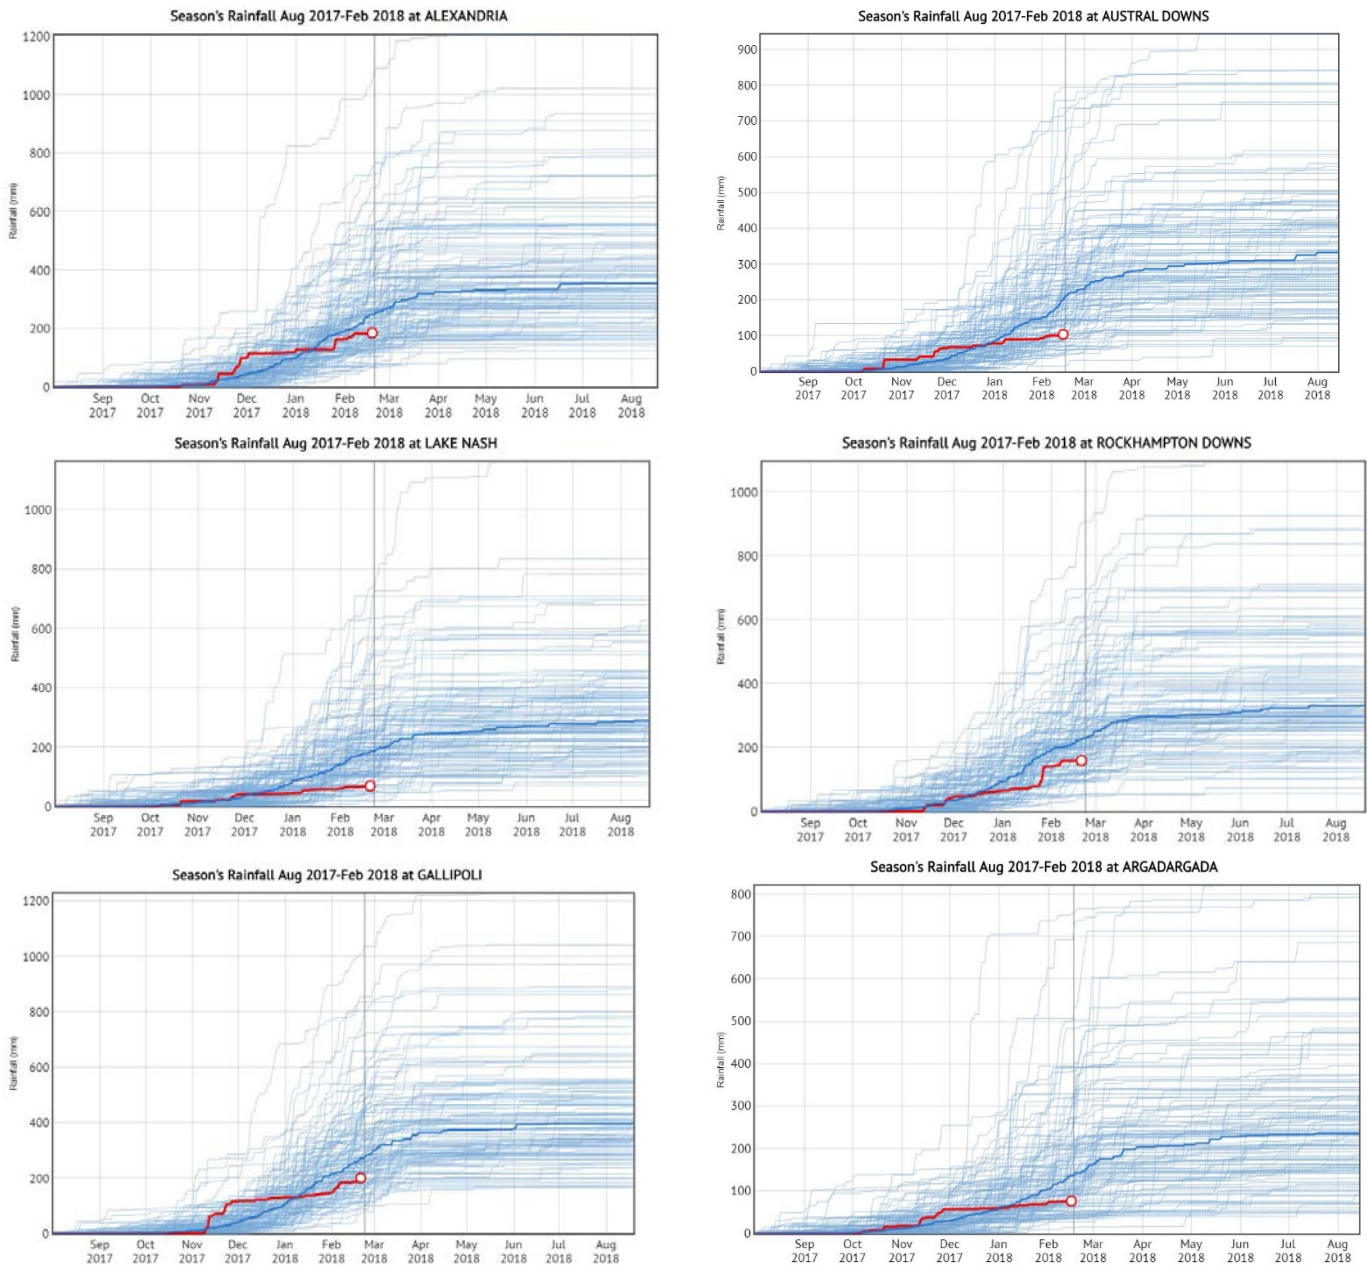 Season's Rainfall Aug 2017-Feb 2018 at ALEXANDRIA
Rainfall (mm)
1200
1000
800
600
400
200
0
Sep Oct Nov Dec Jan Feb Mar Apr May Jun Jul Aug
2017 2017 2017 2017 2018 2018 2018 2018 2018 2018 2018 2018
Season's Rainfall Aug 2017-Feb 2018 at AUSTRAL DOWNS
Rainfall (mm)
900
800
700
600
500
400
300
200
100
0
Sep Oct Nov Dec Jan Feb Mar Apr May Jun Jul Aug
2017 2017 2017 2017 2018 2018 2018 2018 2018 2018 2018 2018
Season's Rainfall Aug 2017-Feb 2018 at LAKE NASH
Rainfall (mm)
1000
800
600
400
200
0
Sep Oct Nov Dec Jan Feb Mar Apr May Jun Jul Aug
2017 2017 2017 2017 2018 2018 2018 2018 2018 2018 2018 2018
Season's Rainfall Aug 2017-Feb 2018 at ROCKHAMPTON DOWNS
Rainfall (mm)
1000
800
600
400
200
0
Sep Oct Nov Dec Jan Feb Mar Apr May Jun Jul Aug
2017 2017 2017 2017 2018 2018 2018 2018 2018 2018 2018 2018
Season's Rainfall Aug 2017-Feb 2018 at GALLIPOLI
Rainfall (mm)
1200
1000
800
600
400
200
0
Sep Oct Nov Dec Jan Feb Mar Apr May Jun Jul Aug
2017 2017 2017 2017 2018 2018 2018 2018 2018 2018 2018 2018
Season's Rainfall Aug 2017-Feb 2018 at ARGADARGADA
Rainfall (mm)
800
700
600
500
400
300
200
100
0
Sep Oct Nov Dec Jan Feb Mar Apr May Jun Jul Aug
2017 2017 2017 2017 2018 2018 2018 2018 2018 2018 2018 2018